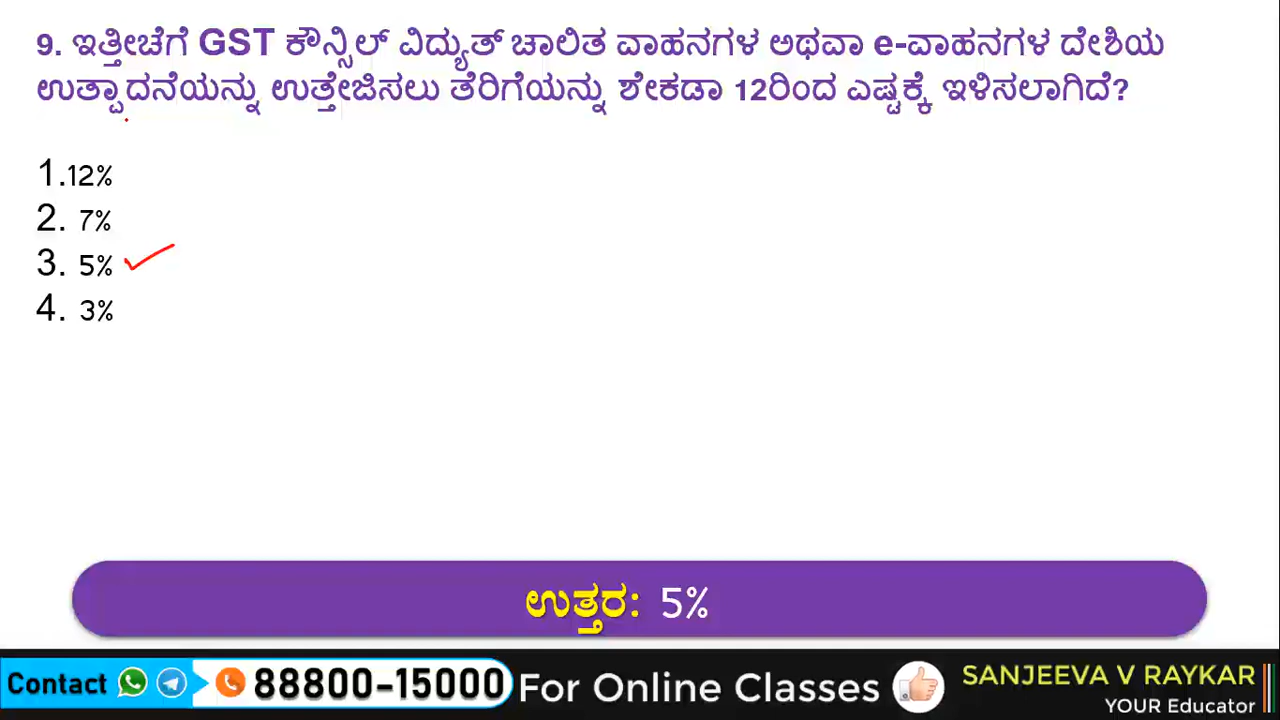 9. ಇತ್ತೀಚೆಗೆ GST ಕೌನ್ಸಿಲ್ ವಿದ್ಯುತ್ ಚಾಲಿತ ವಾಹನಗಳ ಅಥವಾ e-ವಾಹನಗಳ ದೇಶಿಯ
ಉತ್ಪಾದನೆಯನ್ನು ಉತ್ತೇಜಿಸಲು ತೆರಿಗೆಯನ್ನು ಶೇಕಡಾ 12ರಿಂದ ಎಷ್ಟಕ್ಕೆ ಇಳಿಸಲಾಗಿದೆ?
1.12%
2. 7%
3. 5%
4. 3%
ಉತ್ತರ: 5%
Contact 88800-15000 For Online Classes
SANJEEVA V RAYKAR
YOUR Educator